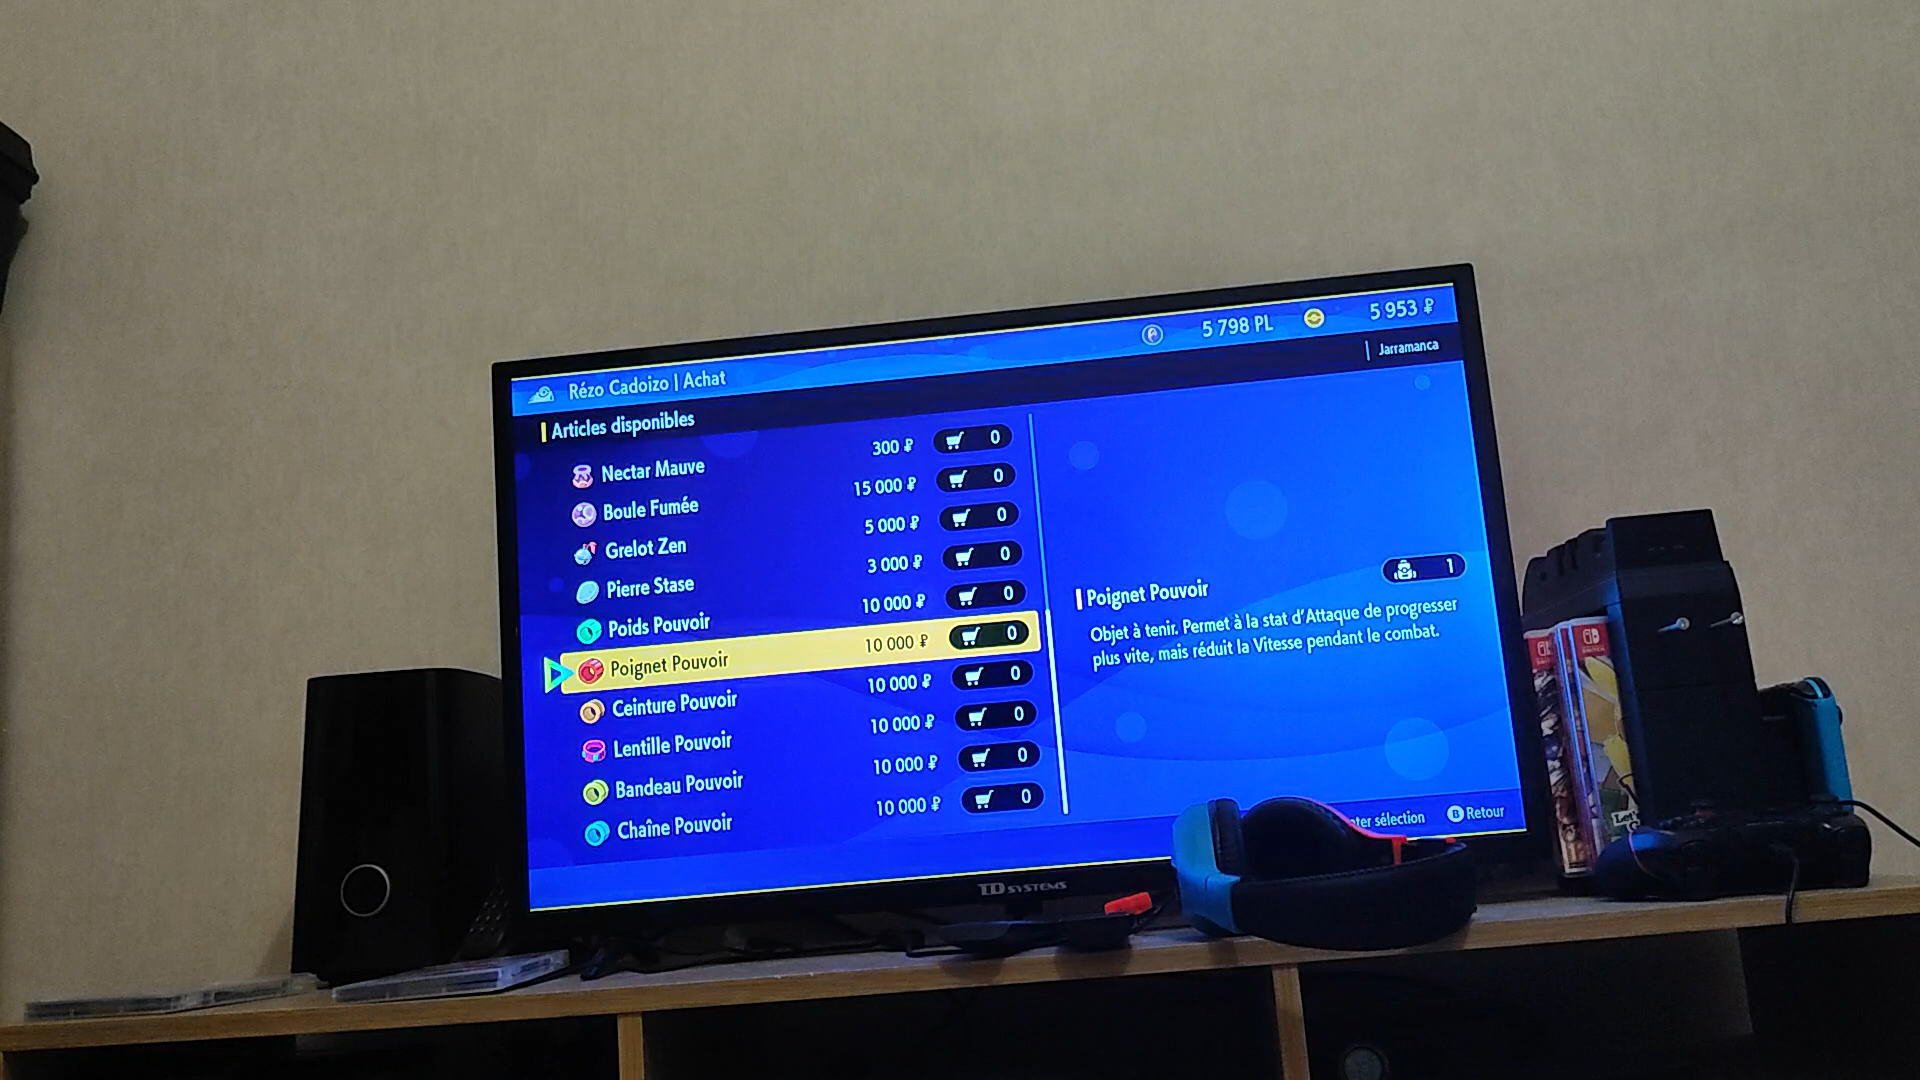 5 798 PL 5 953 ₽
Rézo Cadoizo | Achat
Jarramanca
Articles disponibles
Nectar Mauve 300 ₽ 0
Boule Fumée 15 000 ₽ 0
Grelot Zen 5 000 ₽ 0
Pierre Stase 3 000 ₽ 0
Poids Pouvoir 10 000 ₽ 0
Poignet Pouvoir 10 000 ₽ 0
Ceinture Pouvoir 10 000 ₽ 0
Lentille Pouvoir 10 000 ₽ 0
Bandeau Pouvoir 10 000 ₽ 0
Chaîne Pouvoir 10 000 ₽ 0
1
Poignet Pouvoir
Objet à tenir. Permet à la stat d'Attaque de progresser
plus vite, mais réduit la Vitesse pendant le combat.
sélection B Retour
TD SYSTEMS
SWITCH
Let's